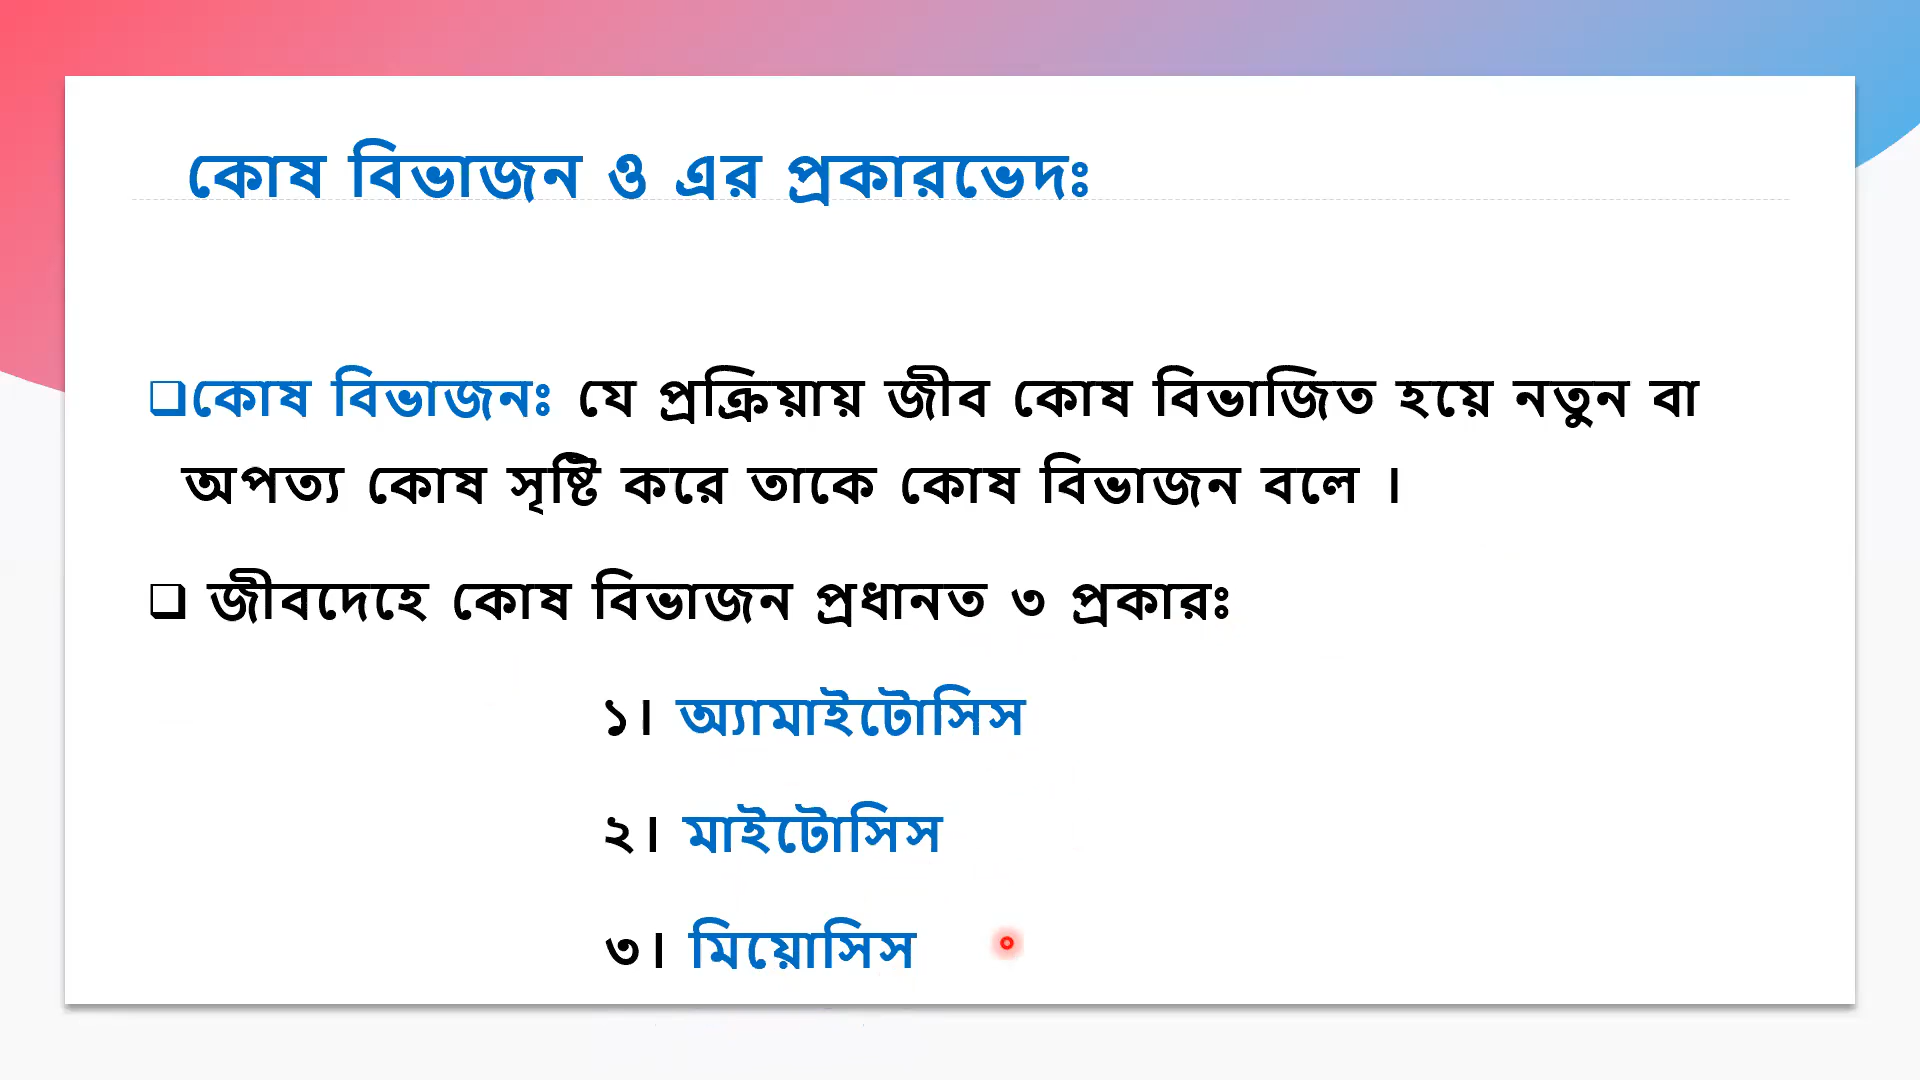 কোষ বিভাজন ও এর প্রকারভেদঃ
কোষ বিভাজনঃ যে প্রক্রিয়ায় জীব কোষ বিভাজিত হয়ে নতুন বা
অপত্য কোষ সৃষ্টি করে তাকে কোষ বিভাজন বলে ।
জীবদেহে কোষ বিভাজন প্রধানত ৩ প্রকারঃ
১। অ্যামাইটোসিস
২। মাইটোসিস
৩। মিয়োসিস